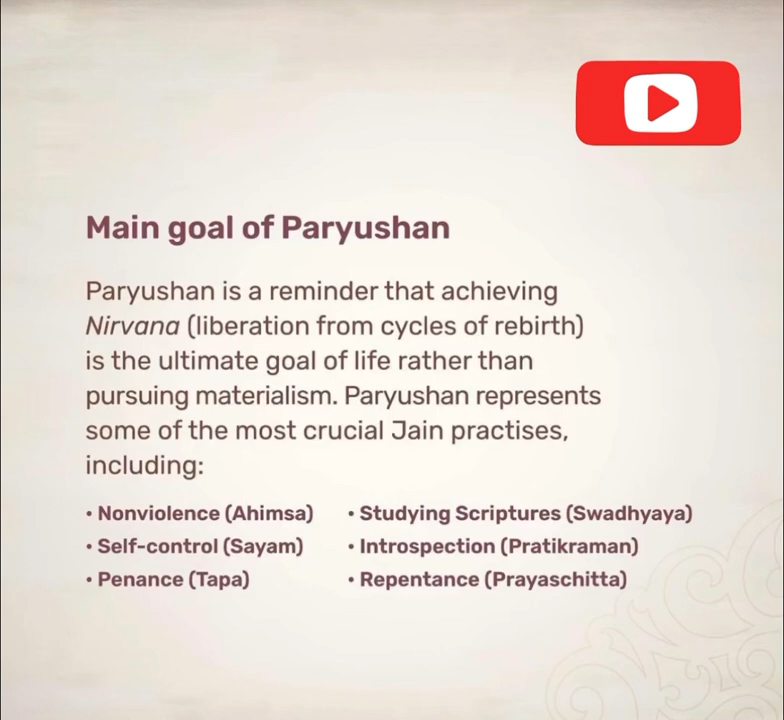 Main goal of Paryushan
Paryushan is a reminder that achieving
Nirvana (liberation from cycles of rebirth)
is the ultimate goal of life rather than
pursuing materialism. Paryushan represents
some of the most crucial Jain practises,
including:
• Nonviolence (Ahimsa)
• Self-control (Sayam)
• Penance (Tapa)
• Studying Scriptures (Swadhyaya)
• Introspection (Pratikraman)
• Repentance (Prayaschitta)